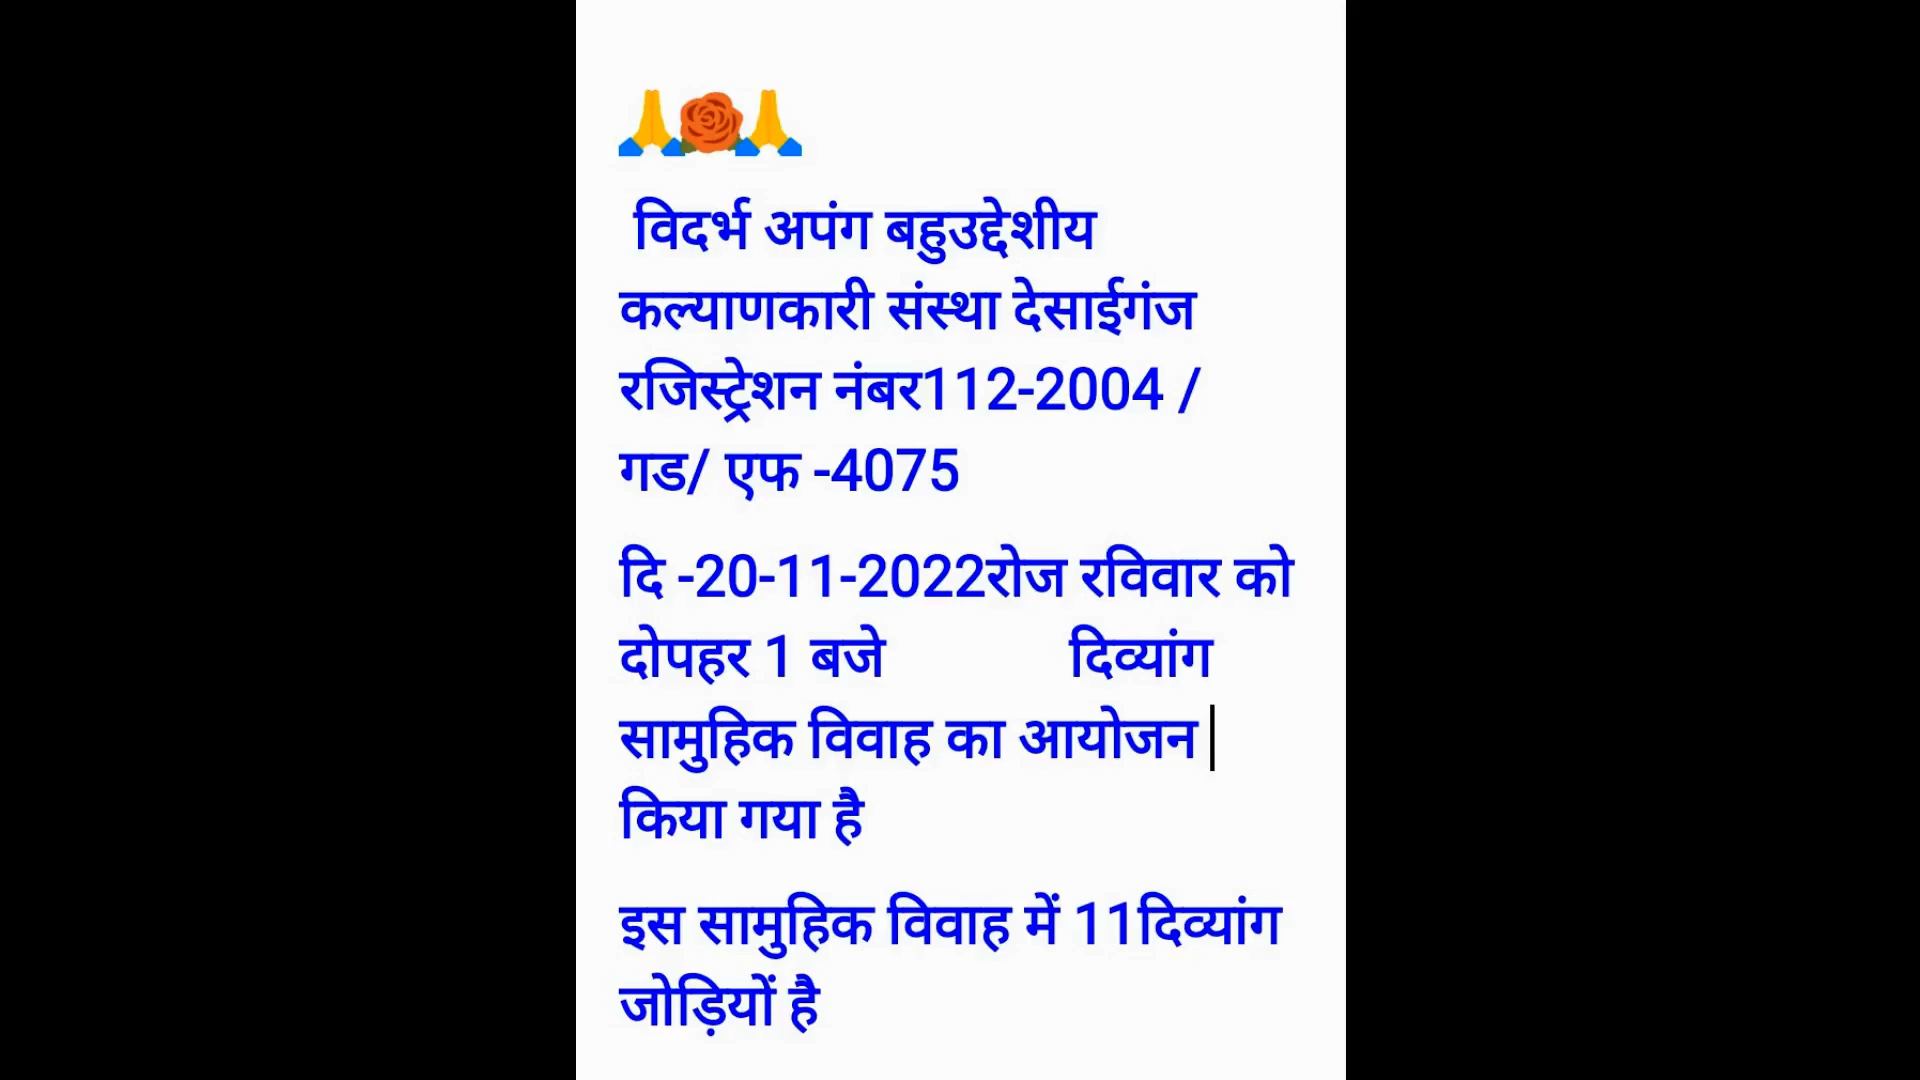 🙏🌹🙏
विदर्भ अपंग बहुउद्देशीय
कल्याणकारी संस्था देसाईगंज
रजिस्ट्रेशन नंबर112-2004 /
गड/ एफ -4075
दि -20-11-2022रोज रविवार को
दोपहर 1 बजे दिव्यांग
सामुहिक विवाह का आयोजन
किया गया है
इस सामुहिक विवाह में 11दिव्यांग
जोड़ियों है